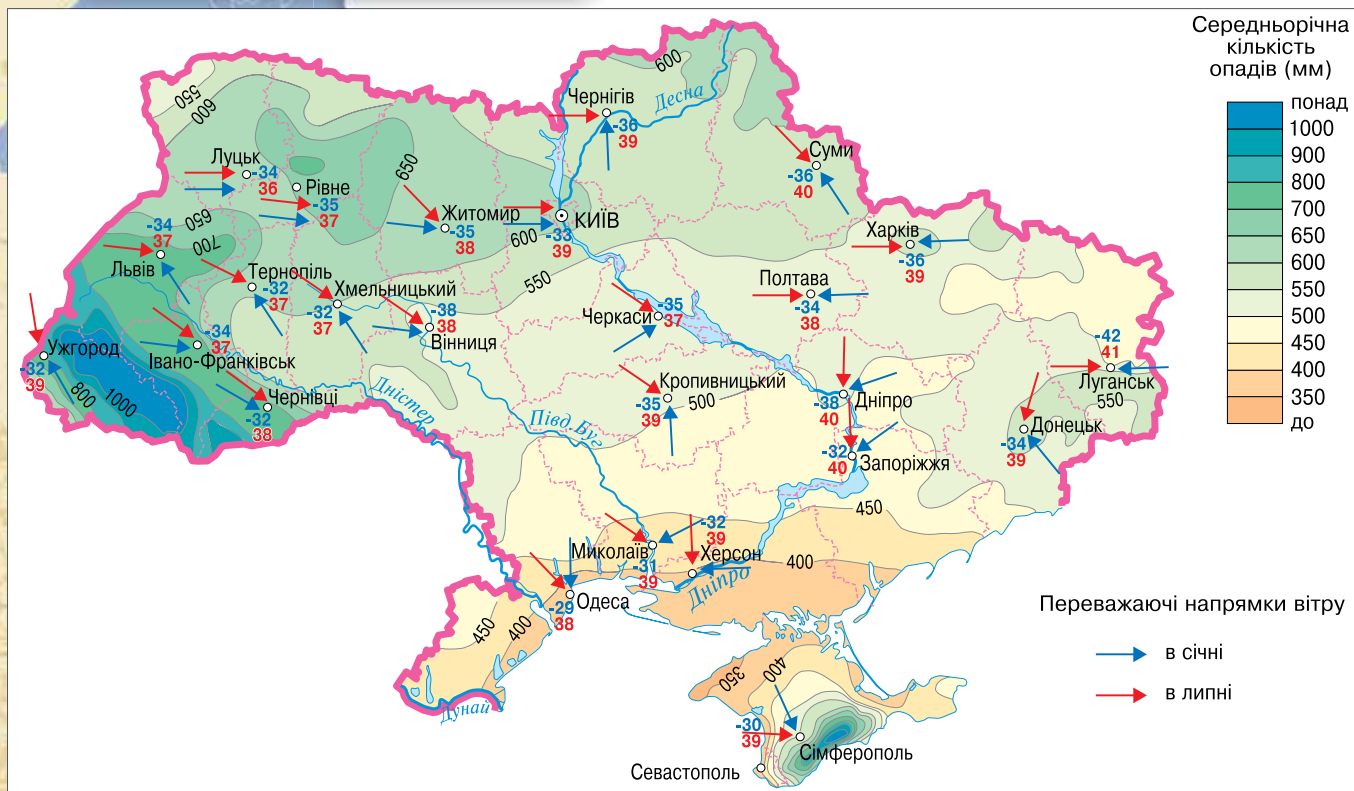 Середньорічна
кількість
опадів (мм)
понад
1000
900
800
700
650
600
550
500
450
400
350
до
Переважаючі напрямки вітру
в січні
в липні
550
600
600
Чернігів
Десна
-36
39
Суми
-36
40
Луцьк
-34
36
Рівне
-35
37
650
Житомир
-35
38
КИЇВ
-33
39
600
Харків
-36
39
650
700
-34
37
Львів
Тернопіль
-32
37
Хмельницький
-32
37
-38
38
Вінниця
550
Полтава
-34
38
Черкаси
-35
37
-42
41
Луганськ
550
Ужгород
-32
39
800
1000
-34
37
Івано-Франківськ
Чернівці
-32
38
Дністер
Півд Буг
Кропивницький
-35
39
500
Дніпро
-38
40
-32
40
Запоріжжя
Донецьк
-34
39
450
Миколаїв
-31
39
-32
39
Херсон
Дніпро
400
Одеса
-29
38
450
400
Дунай
350
400
-30
39
Сімферополь
Севастополь